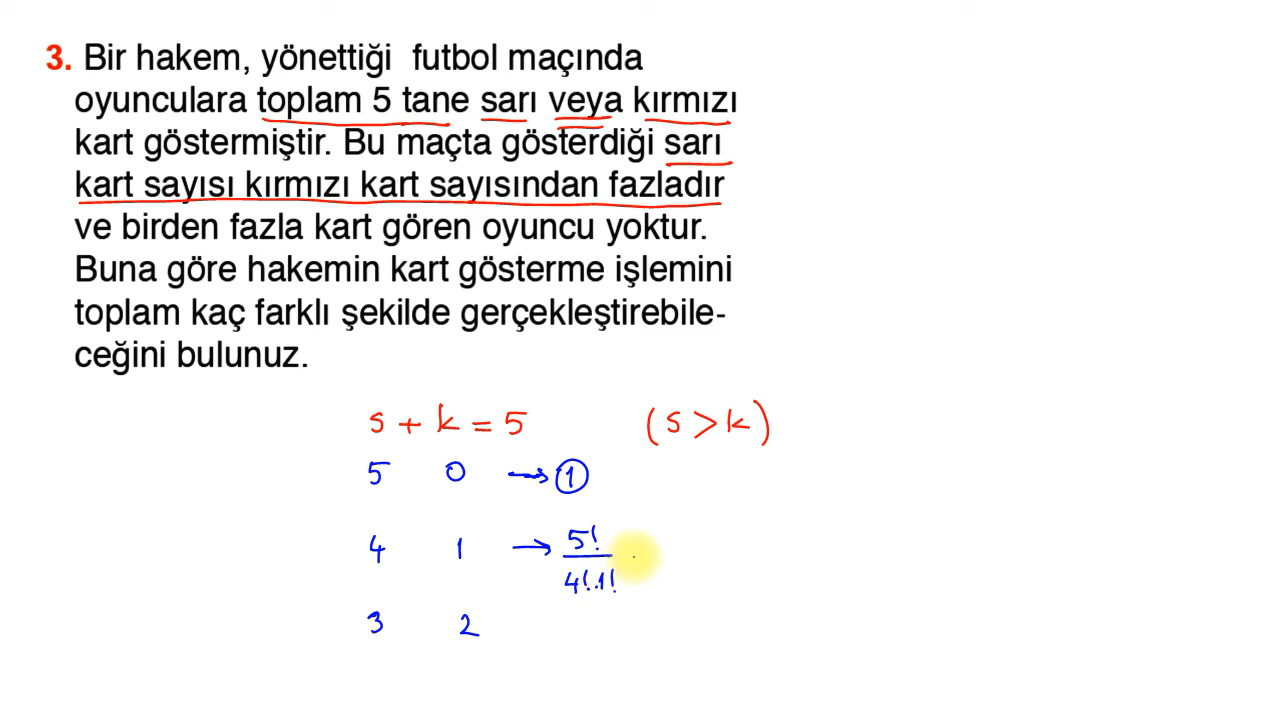 3. Bir hakem, yönettiği futbol maçında
oyunculara toplam 5 tane sarı veya kırmızı
kart göstermiştir. Bu maçta gösterdiği sarı
kart sayısı kırmızı kart sayısından fazladır
ve birden fazla kart gören oyuncu yoktur.
Buna göre hakemin kart gösterme işlemini
toplam kaç farklı şekilde gerçekleştirebile-
ceğini bulunuz.
s + k = 5 (s > k)
5 0 → 1
4 1 → 5!
4!.1!
3 2